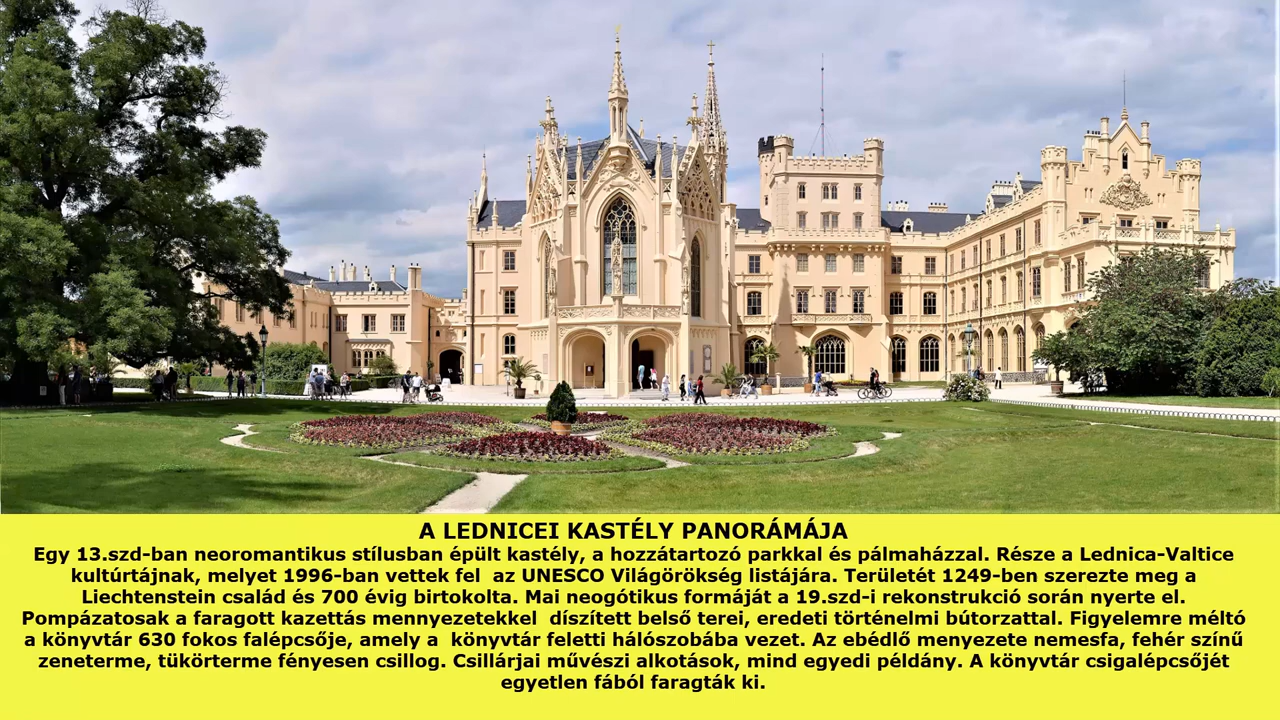 A LEDNICEI KASTÉLY PANORÁMÁJA
Egy 13.szd-ban neoromantikus stílusban épült kastély, a hozzátartozó parkkal és pálmaházzal. Része a Lednica-Valtice
kultúrtájnak, melyet 1996-ban vettek fel  az UNESCO Világörökség listájára. Területét 1249-ben szerezte meg a
Liechtenstein család és 700 évig birtokolta. Mai neogótikus formáját a 19.szd-i rekonstrukció során nyerte el.
Pompázatosak a faragott kazettás mennyezetekkel  díszített belső terei, eredeti történelmi bútorzattal. Figyelemre méltó
a könyvtár 630 fokos falépcsője, amely a  könyvtár feletti hálószobába vezet. Az ebédlő menyezete nemesfa, fehér színű
zeneterme, tükörterme fényesen csillog. Csillárjai művészi alkotások, mind egyedi példány. A könyvtár csigalépcsőjét
egyetlen fából faragták ki.